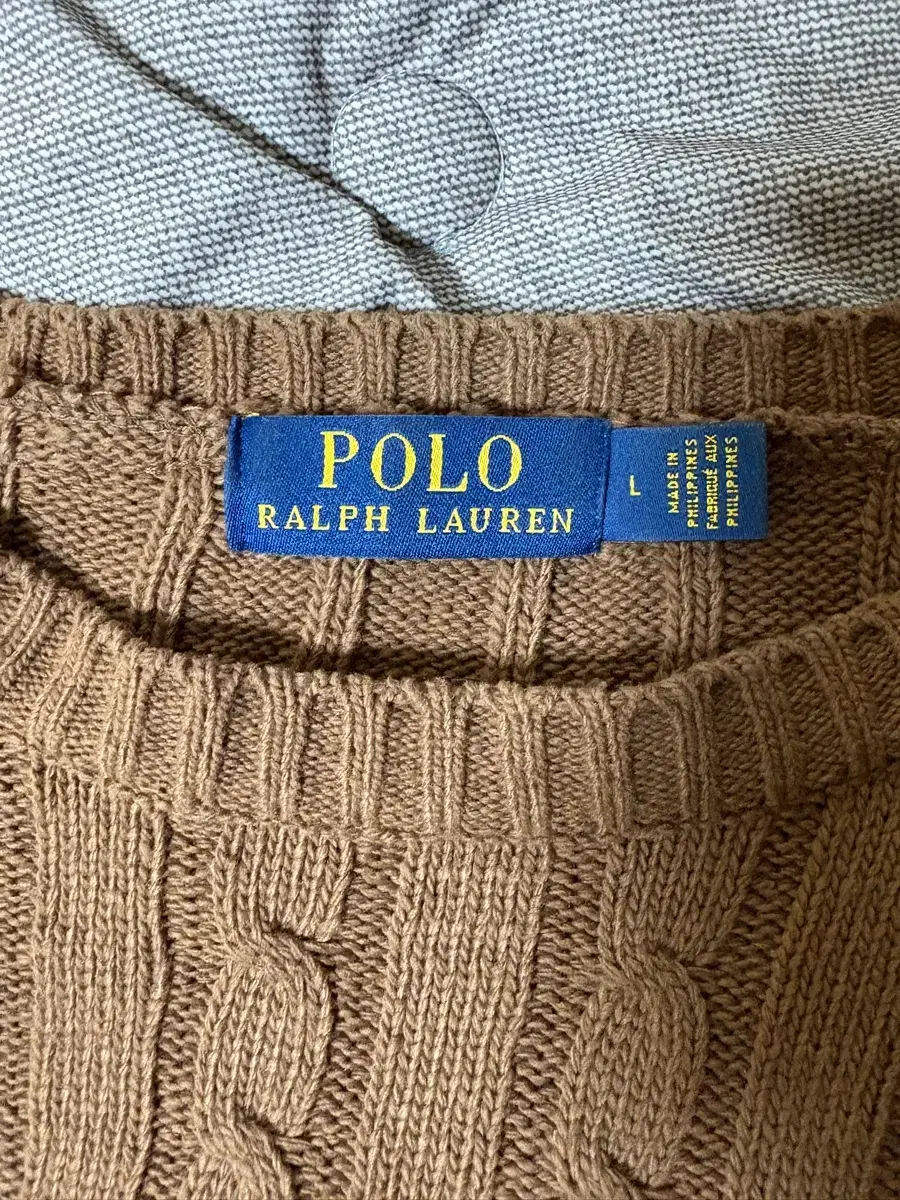 POLO
RALPH LAUREN
L
MADE IN
PHILIPPINES
FABRIQUÉ AUX
PHILIPPINES